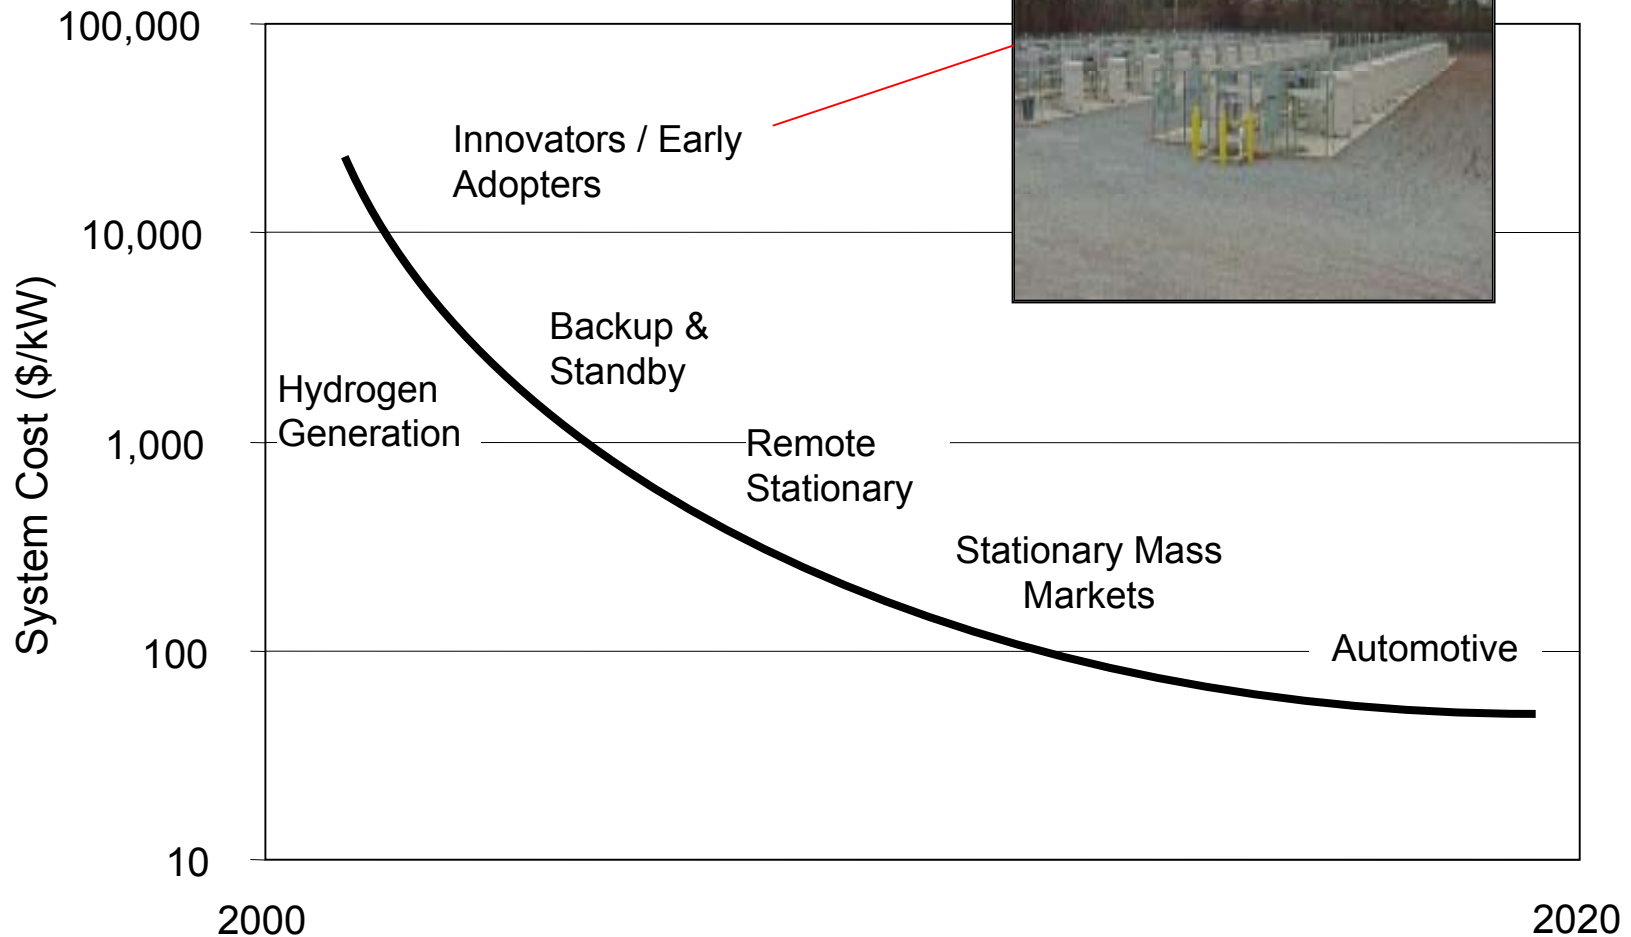 100,000
Innovators / Early
Adopters
10,000
Backup &
Standby
Hydrogen
Generation
1,000
Remote
Stationary
Stationary Mass
Markets
Automotive
100
10
2000
2020
System Cost ($/kW)